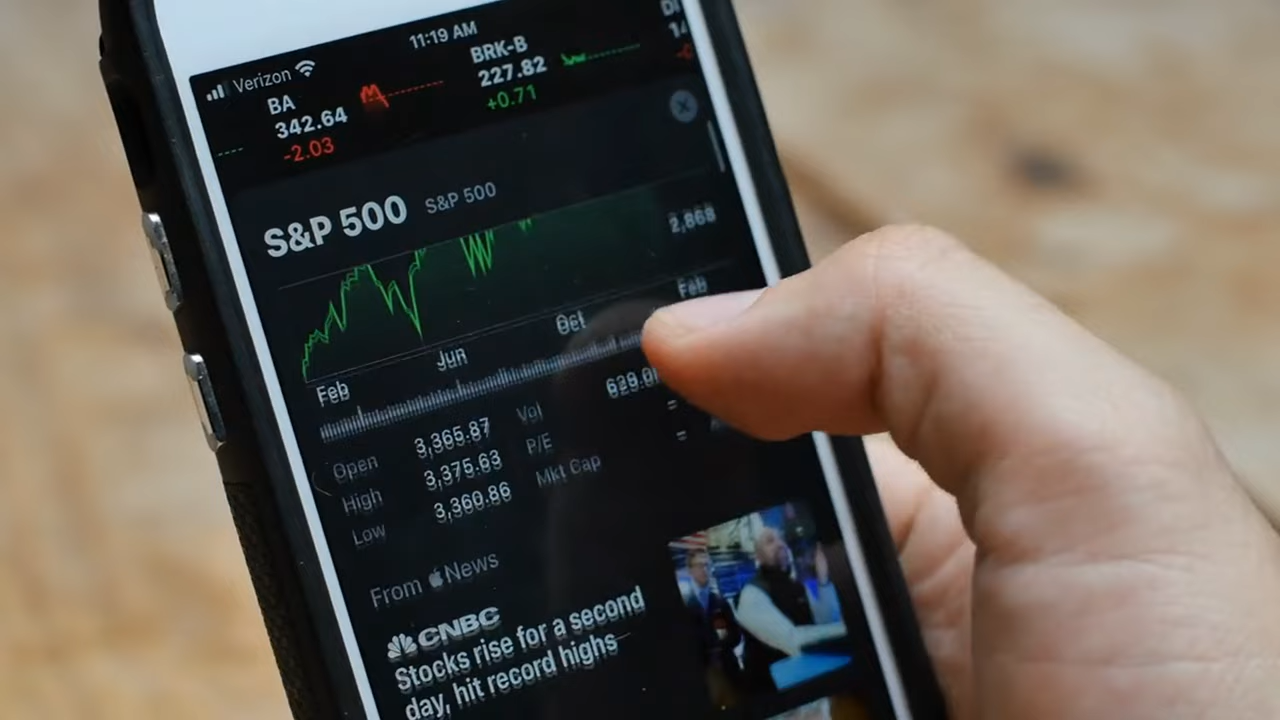 11:19 AM
Verizon
BA
342.64
-2.03
BRK-B
227.82
+0.71
S&P 500 S&P 500
2,868
Feb Jun Oct Feb
Open 3,365.87 Vol
High 3,375.63 P/E
Low 3,360.86 Mkt Cap
From News
CNBC
Stocks rise for a second
day, hit record highs